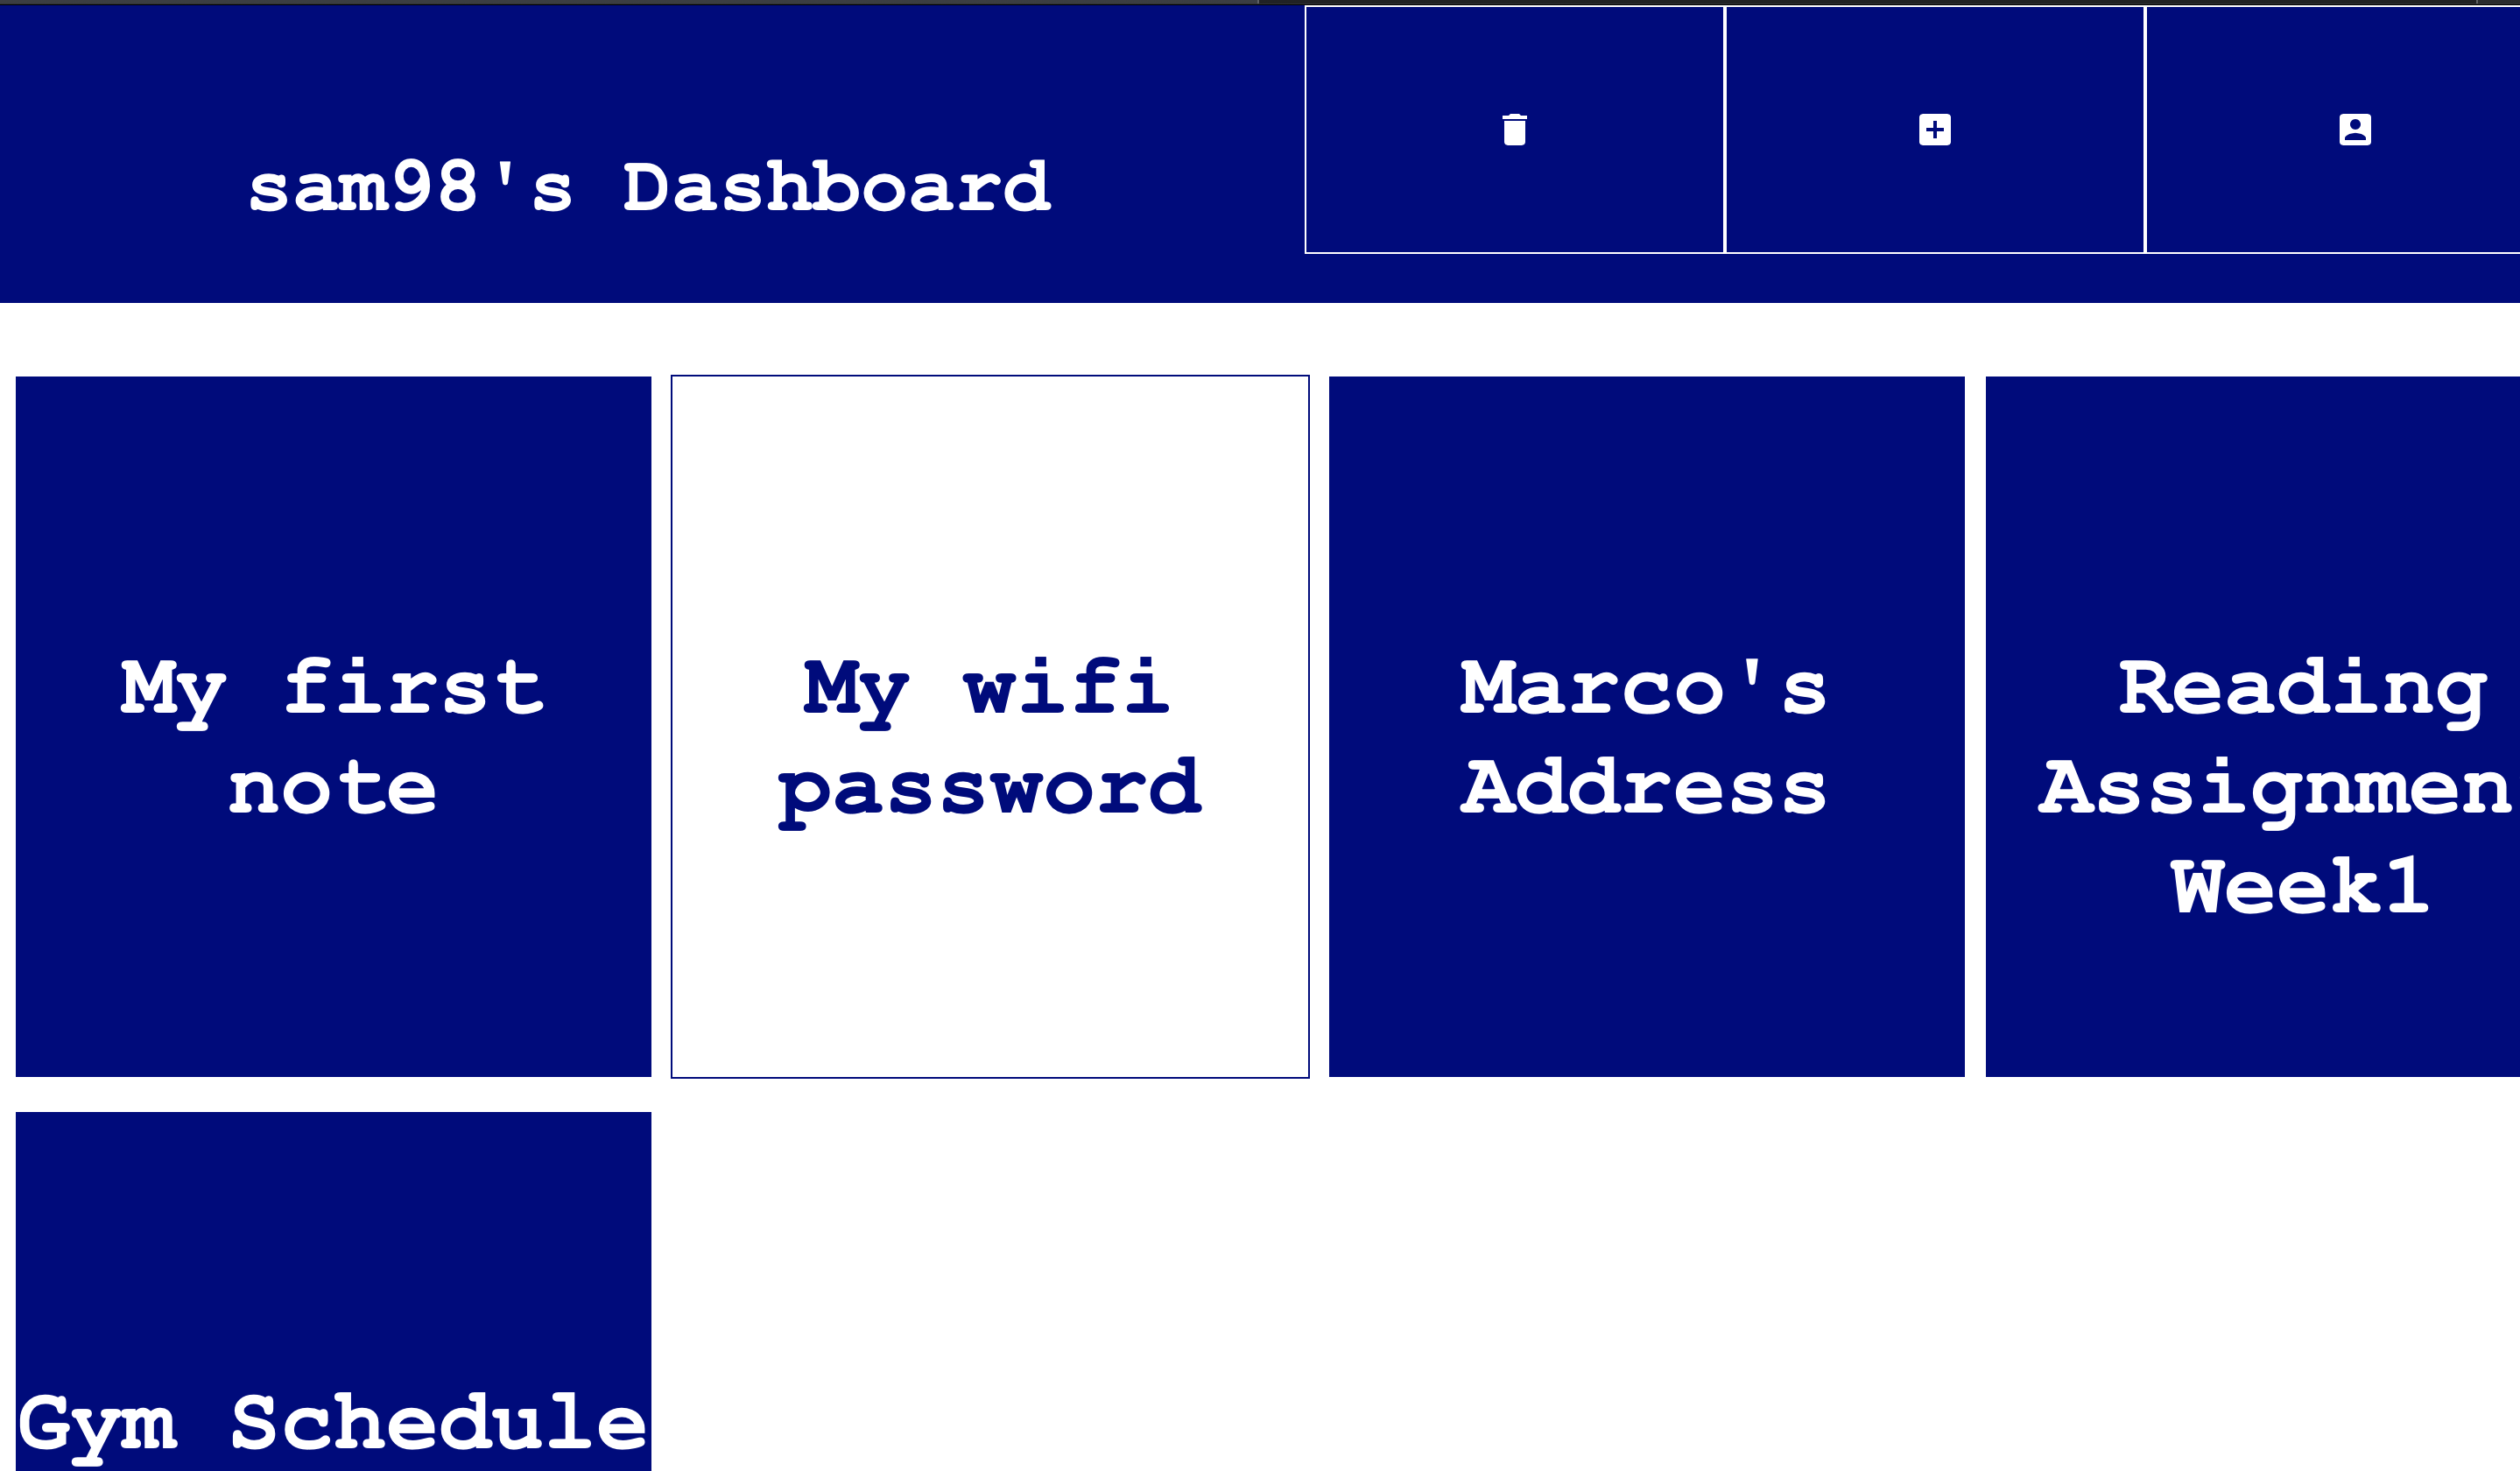 sam98's Dashboard
My first
note
My wifi
password
Marco's
Address
Reading
Assignmen
Week1
Gym Schedule